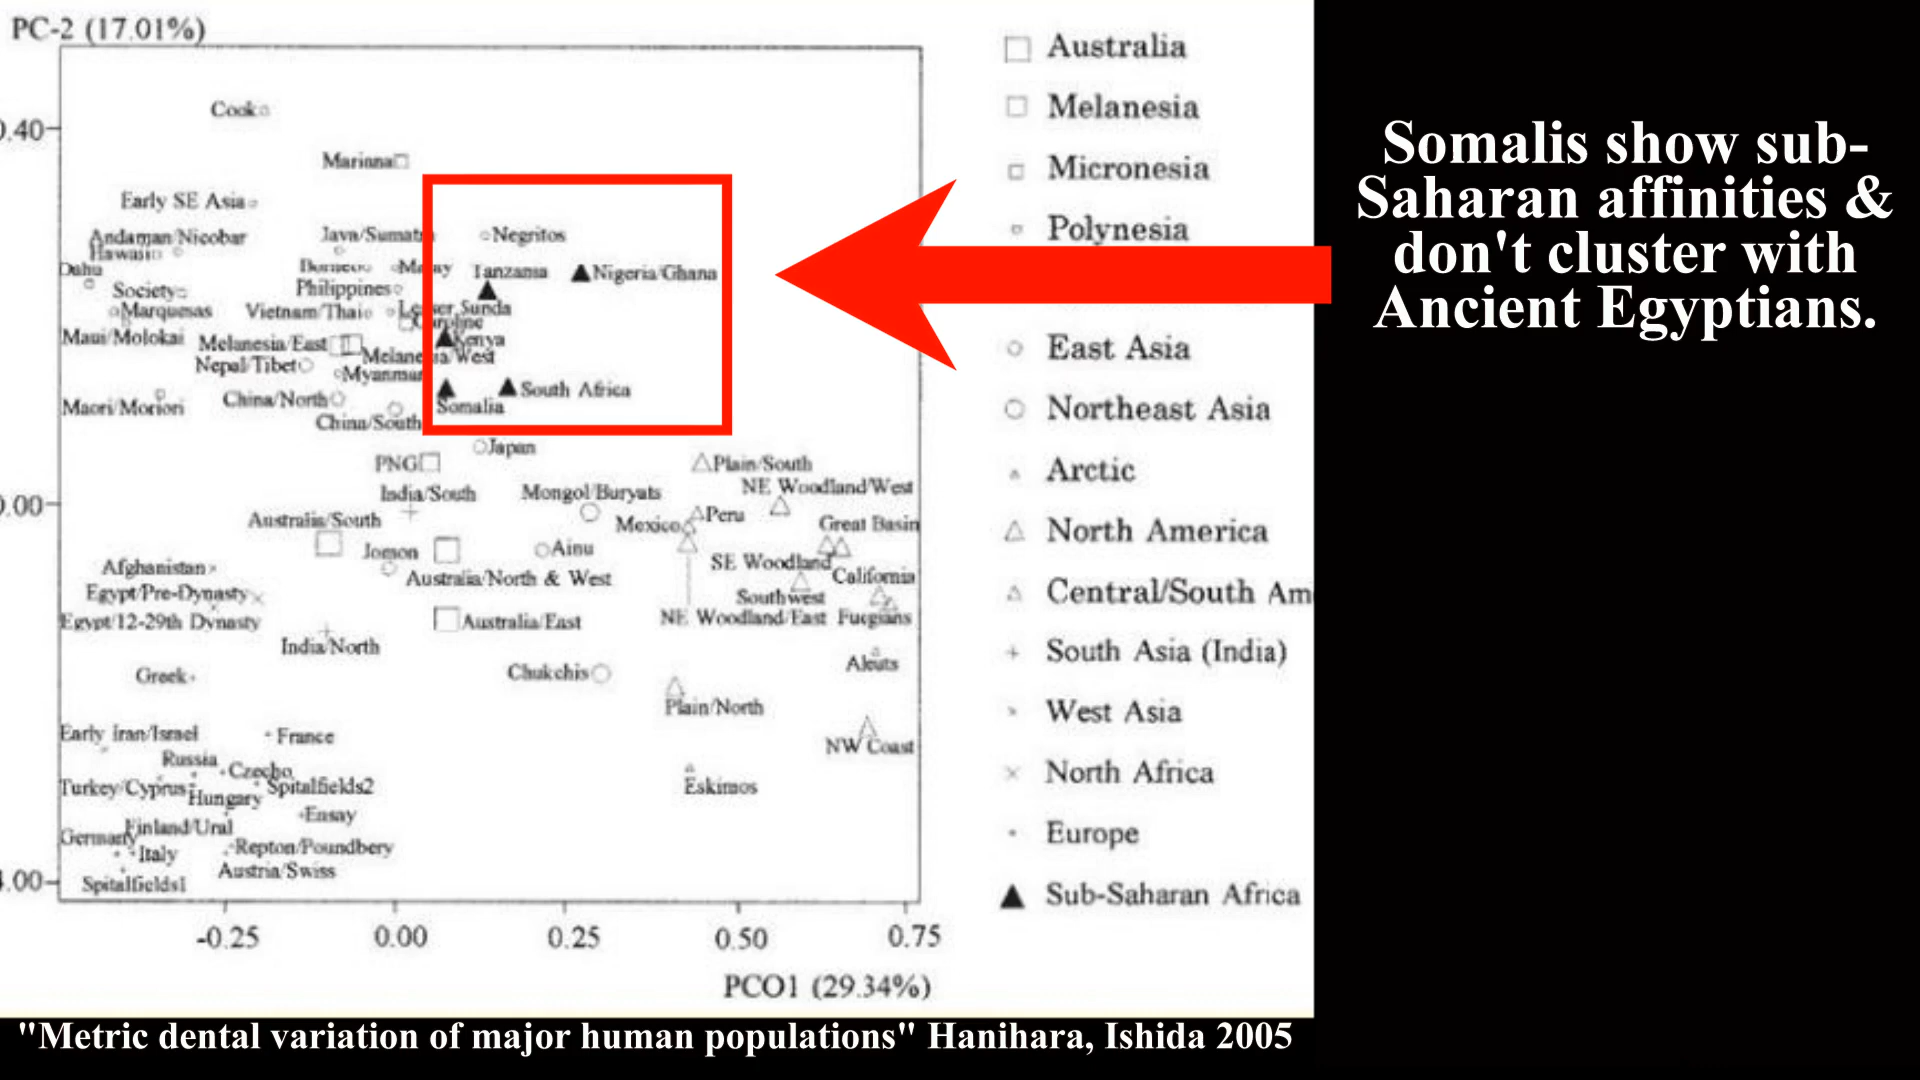 PC-2 (17.01%)
Cook
0.40
Mariana
Early SE Asia
Andaman/Nicobar
Java/Sumatra
Negritos
Hawaii
Oahu
Borneo
Malay
Tanzania
Nigeria/Ghana
Society
Philippines
Marquesas
Vietnam/Thai
Lesser Sunda
Caroline
Maui/Molokai
Melanesia/East
Kenya
Melanesia/West
Nepal/Tibet
Myanmar
China/North
South Africa
Maori/Moriori
Somalia
China/South
Japan
PNG
Plain/South
India/South
Mongol/Buryats
NE Woodland/West
0.00
Australia/South
Mexico
Peru
Great Basin
Jomon
Ainu
SE Woodland
Afghanistan
Australia/North & West
California
Egypt/Pre-Dynasty
Southwest
Egypt/12-29th Dynasty
Australia/East
NE Woodland/East
Fuegians
India/North
Aleuts
Greek
Chukchis
Plain/North
Early Iran/Israel
France
NW Coast
Russia
Czecho
Turkey/Cyprus
Hungary
Spitalfields2
Eskimos
Ensay
Finland/Ural
Germany
Italy
Repton/Poundbery
Austria/Swiss
Spitalfields1
.00
-0.25
0.00
0.25
0.50
0.75
PCO1 (29.34%)
Australia
Melanesia
Micronesia
Polynesia
East Asia
Northeast Asia
Arctic
North America
Central/South Am
South Asia (India)
West Asia
North Africa
Europe
Sub-Saharan Africa
Somalis show sub-
Saharan affinities &
don't cluster with
Ancient Egyptians.
"Metric dental variation of major human populations" Hanihara, Ishida 2005